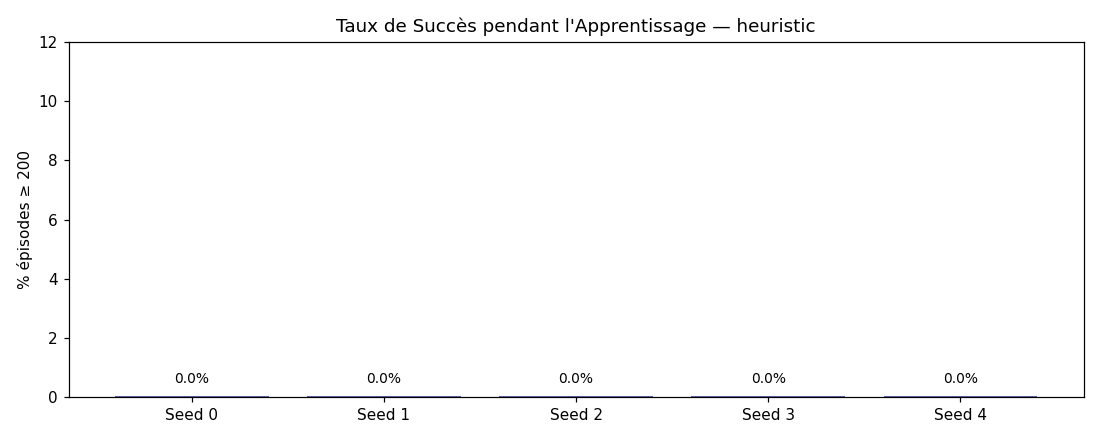 Taux de Succès pendant l'Apprentissage — heuristic
% épisodes ≥ 200
12
10
8
6
4
2
0
0.0% 0.0% 0.0% 0.0% 0.0%
Seed 0 Seed 1 Seed 2 Seed 3 Seed 4